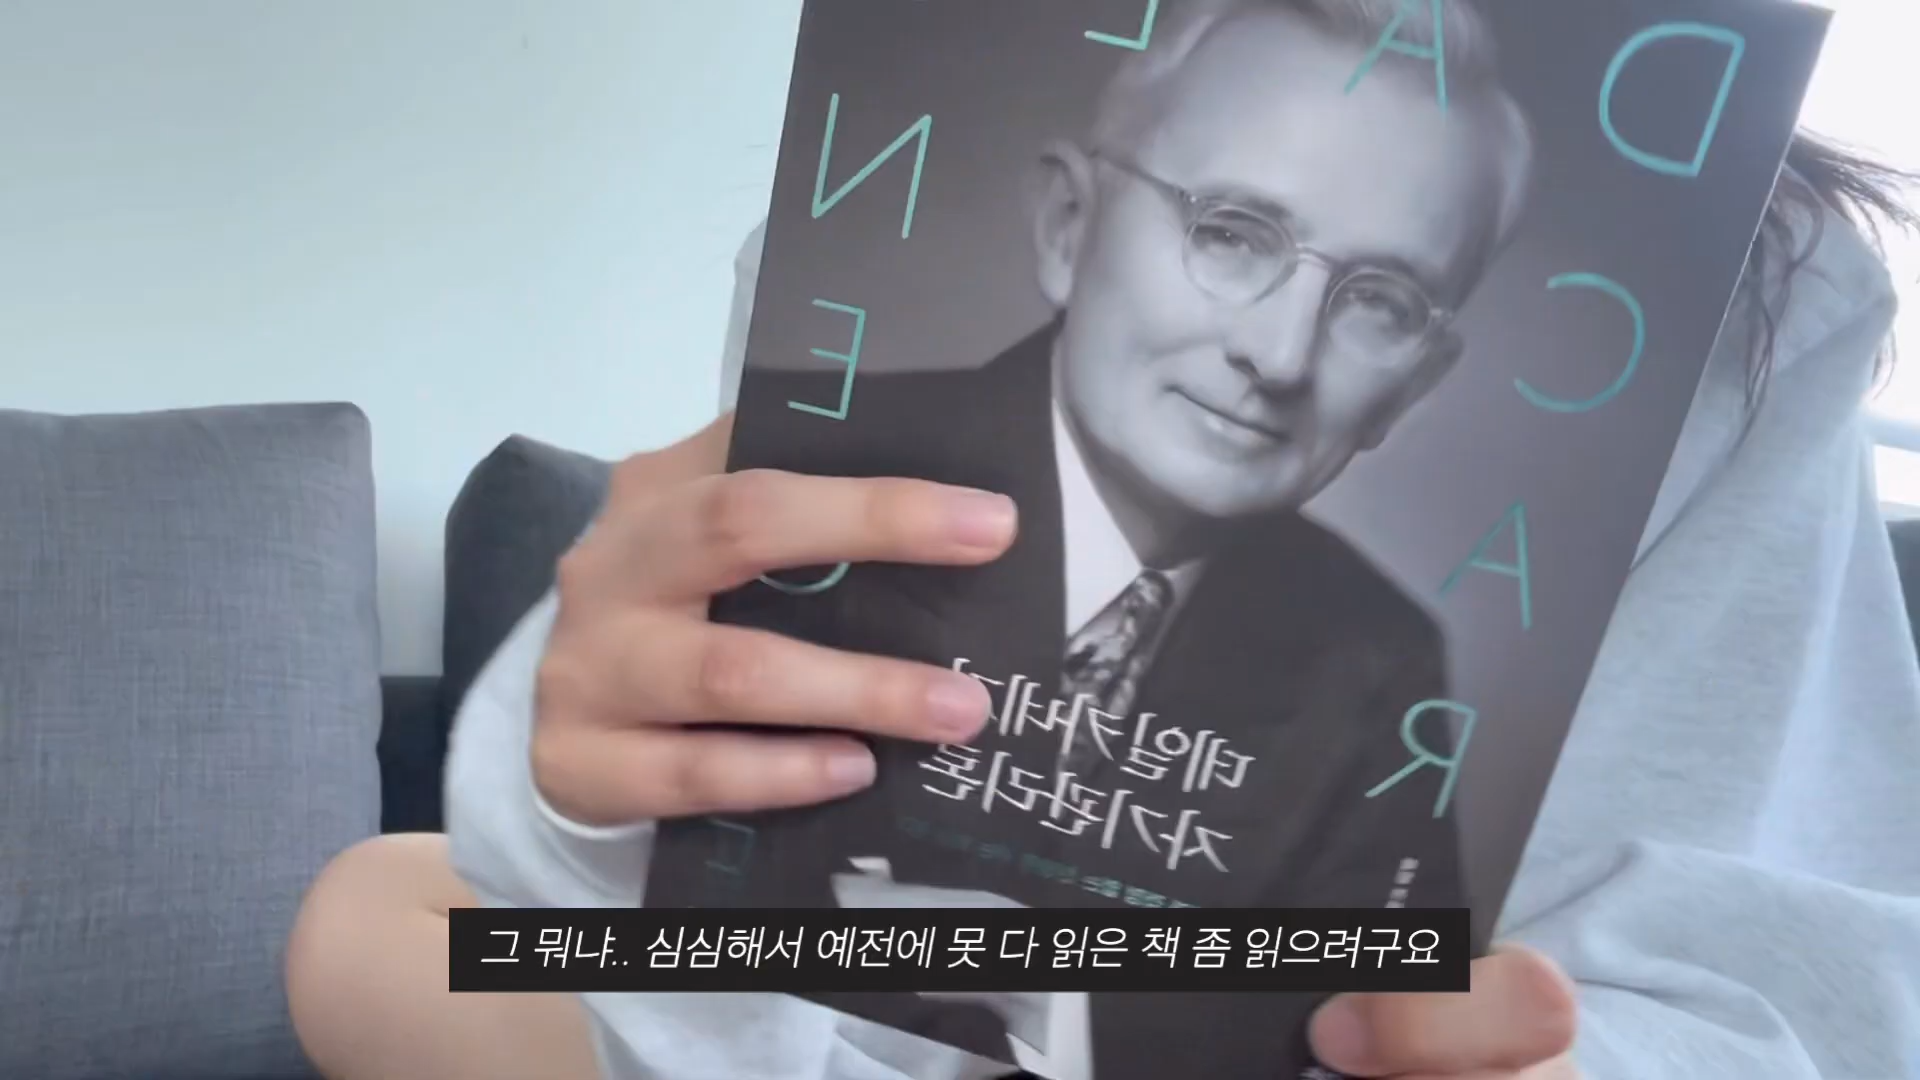 D A L E
C A R N E
데일 카네
자기관리론
그 뭐냐.. 심심해서 예전에 못 다 읽은 책 좀 읽으려구요